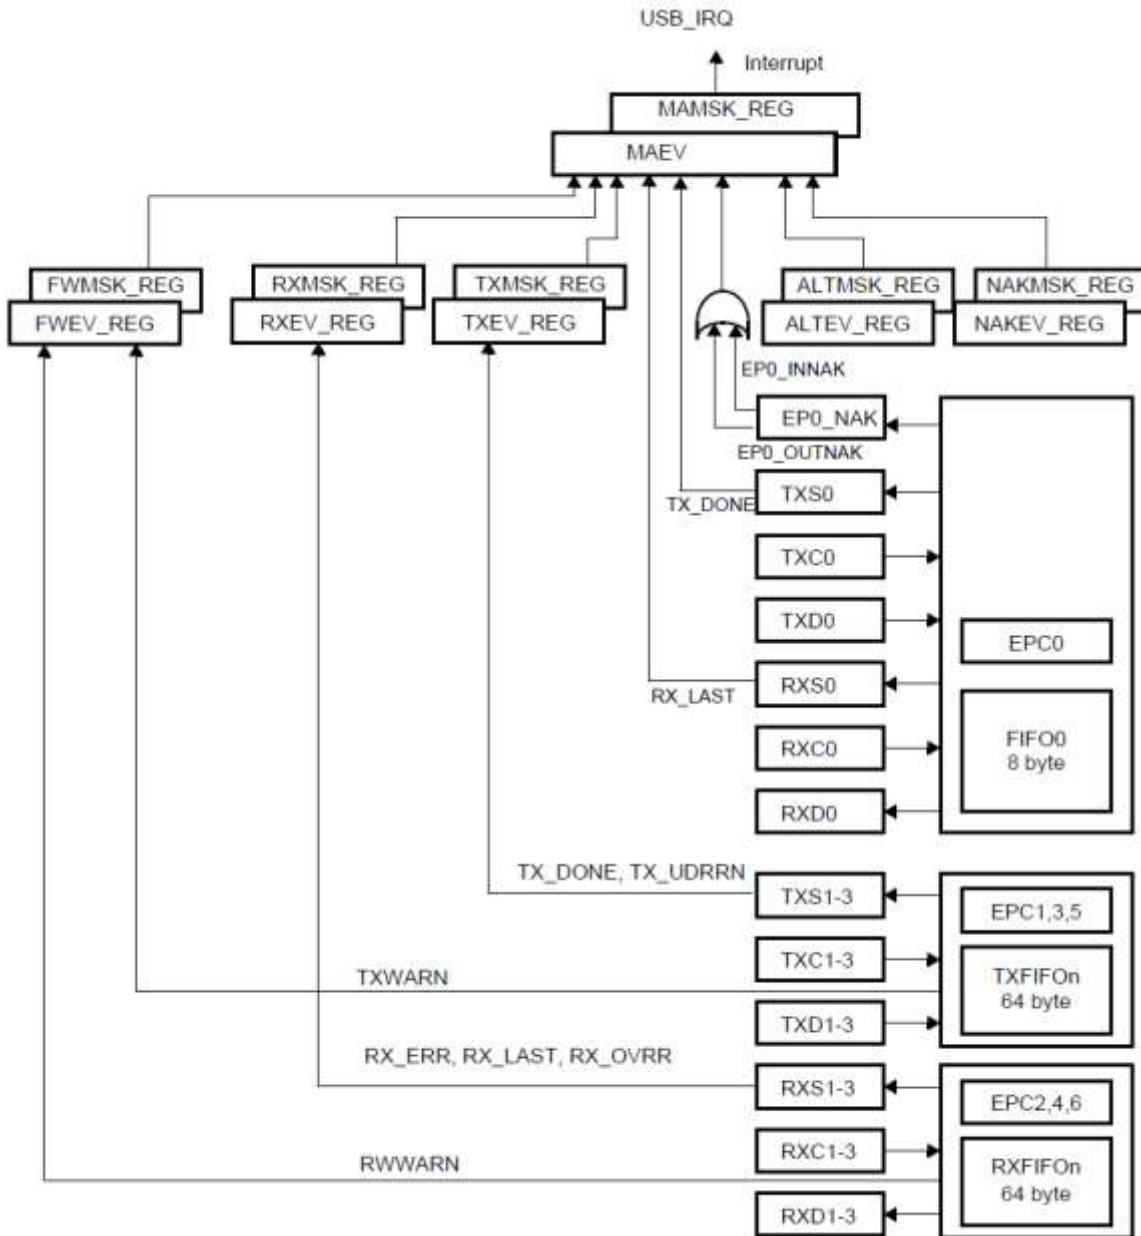 USB_IRQ
Interrupt
MAMSK_REG
MAEV
FWMSK_REG
RXMSK_REG
TXMSK_REG
ALTMSK_REG
NAKMSK_REG
FWEV_REG
RXEV_REG
TXEV_REG
ALTEV_REG
NAKEV_REG
EP0_INNAK
EP0_NAK
EP0_OUTNAK
TXS0
TX_DONE
TXC0
TXD0
EPC0
RXS0
RX_LAST
FIFO0
8 byte
RXC0
RXD0
TX_DONE, TX_UDRRN
TXS1-3
EPC1,3,5
TXC1-3
TXWARN
TXFIFOn
64 byte
TXD1-3
RX_ERR, RX_LAST, RX_OVRR
RXS1-3
EPC2,4,6
RXC1-3
RWWARN
RXFIFOn
64 byte
RXD1-3